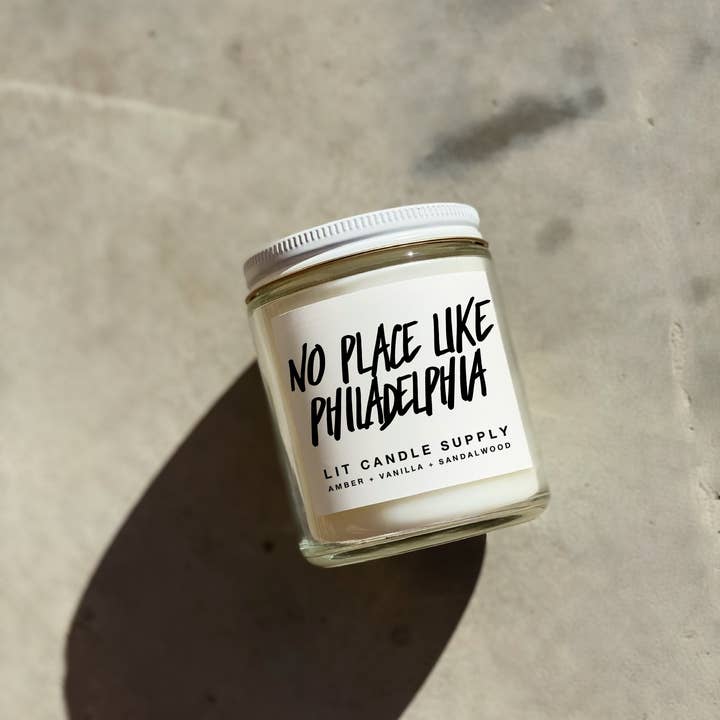 NO PLACE LIKE
PHILADELPHIA
LIT CANDLE SUPPLY
AMBER + VANILLA + SANDALWOOD